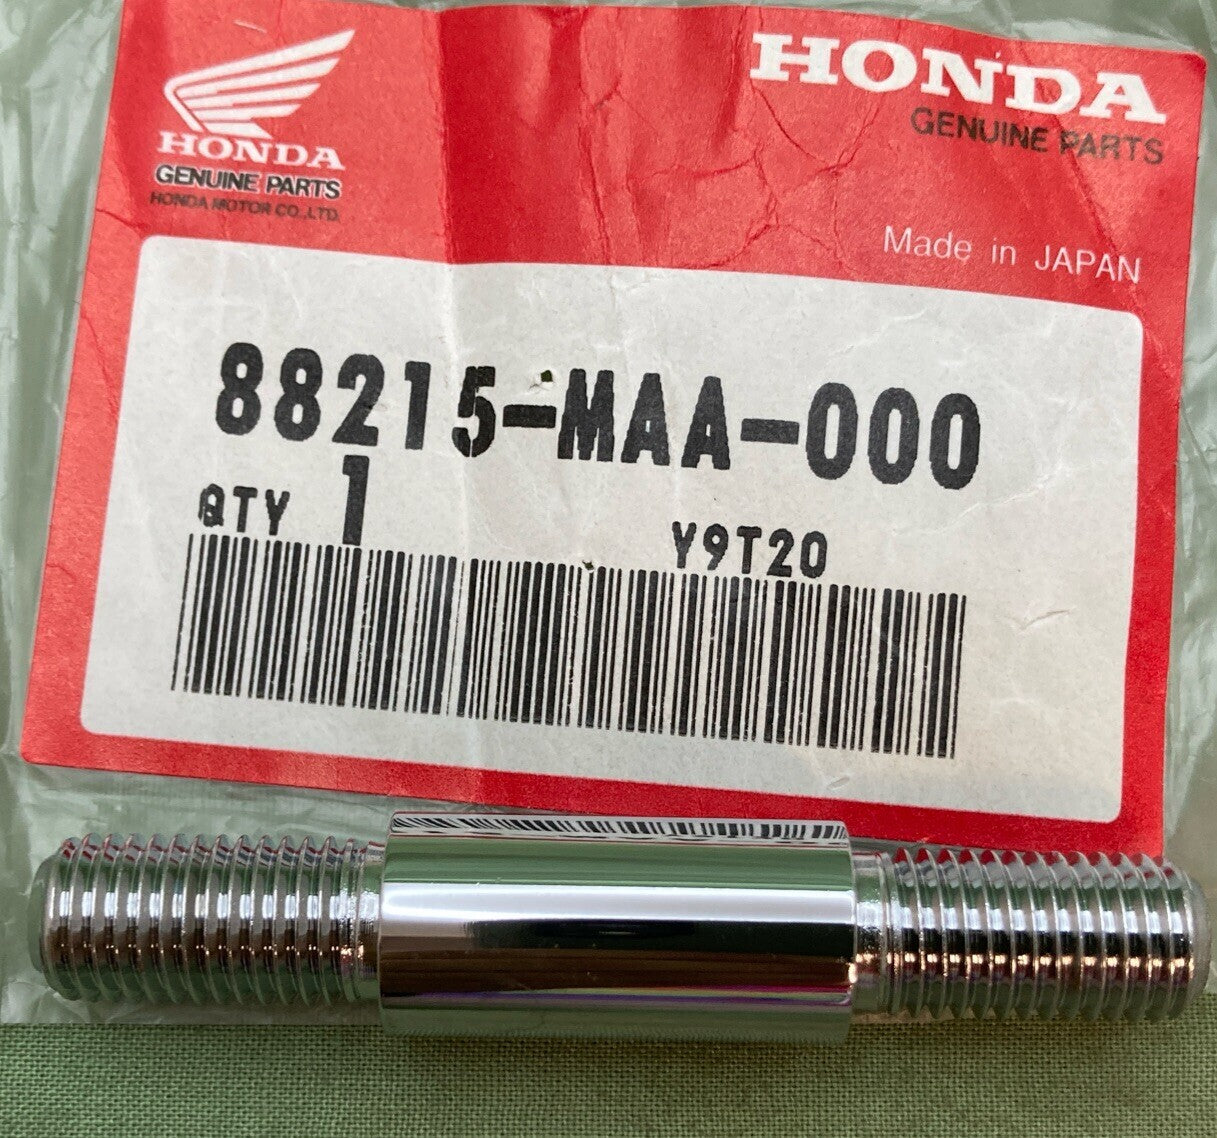 HONDA
GENUINE PARTS
HONDA MOTOR CO.,LTD.
HONDA
GENUINE PARTS
Made in JAPAN
88215-MAA-000
QTY 1
Y9T20